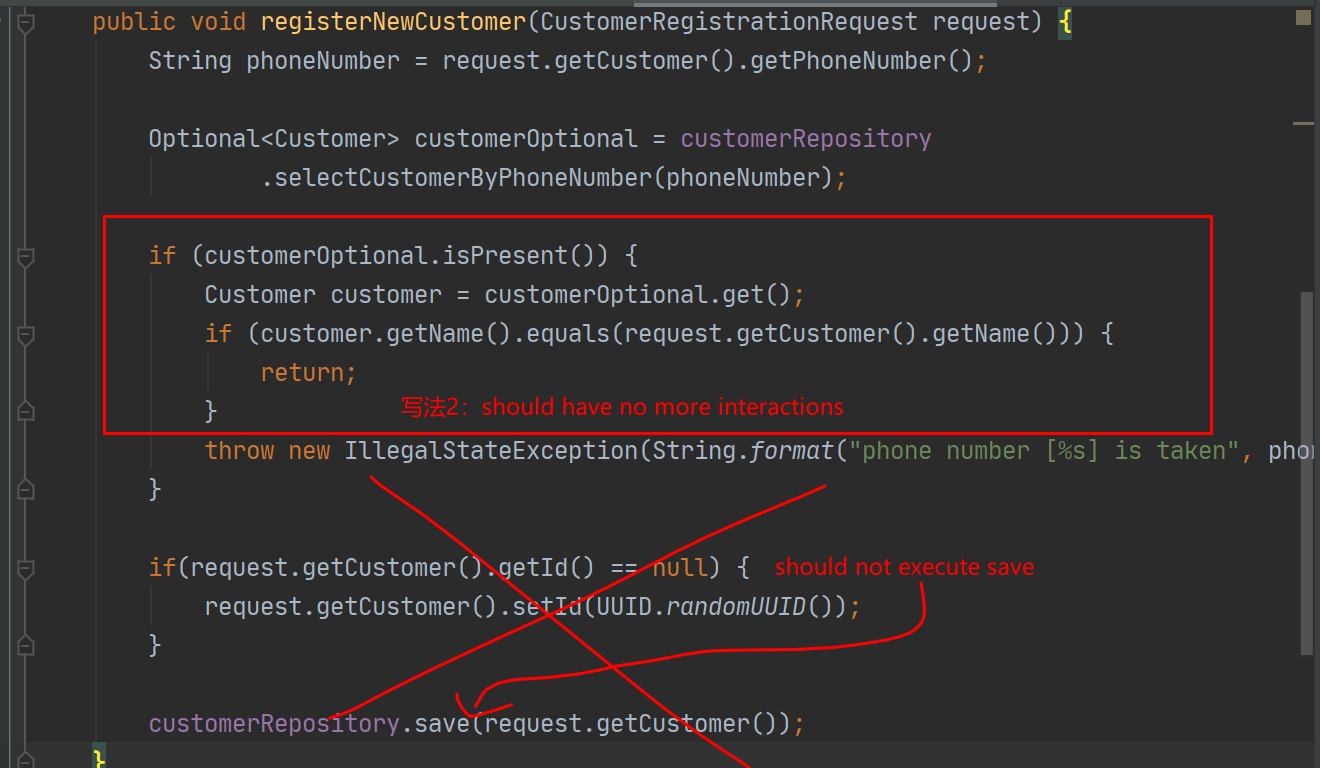 public void registerNewCustomer(CustomerRegistrationRequest request) {
String phoneNumber = request.getCustomer().getPhoneNumber();
Optional<Customer> customerOptional = customerRepository
.selectCustomerByPhoneNumber(phoneNumber);
if (customerOptional.isPresent()) {
Customer customer = customerOptional.get();
if (customer.getName().equals(request.getCustomer().getName())) {
return;
} 写法2：should have no more interactions
throw new IllegalStateException(String.format("phone number [%s] is taken", phon
}
if(request.getCustomer().getId() == null) { should not execute save
request.getCustomer().setId(UUID.randomUUID());
}
customerRepository.save(request.getCustomer());
}